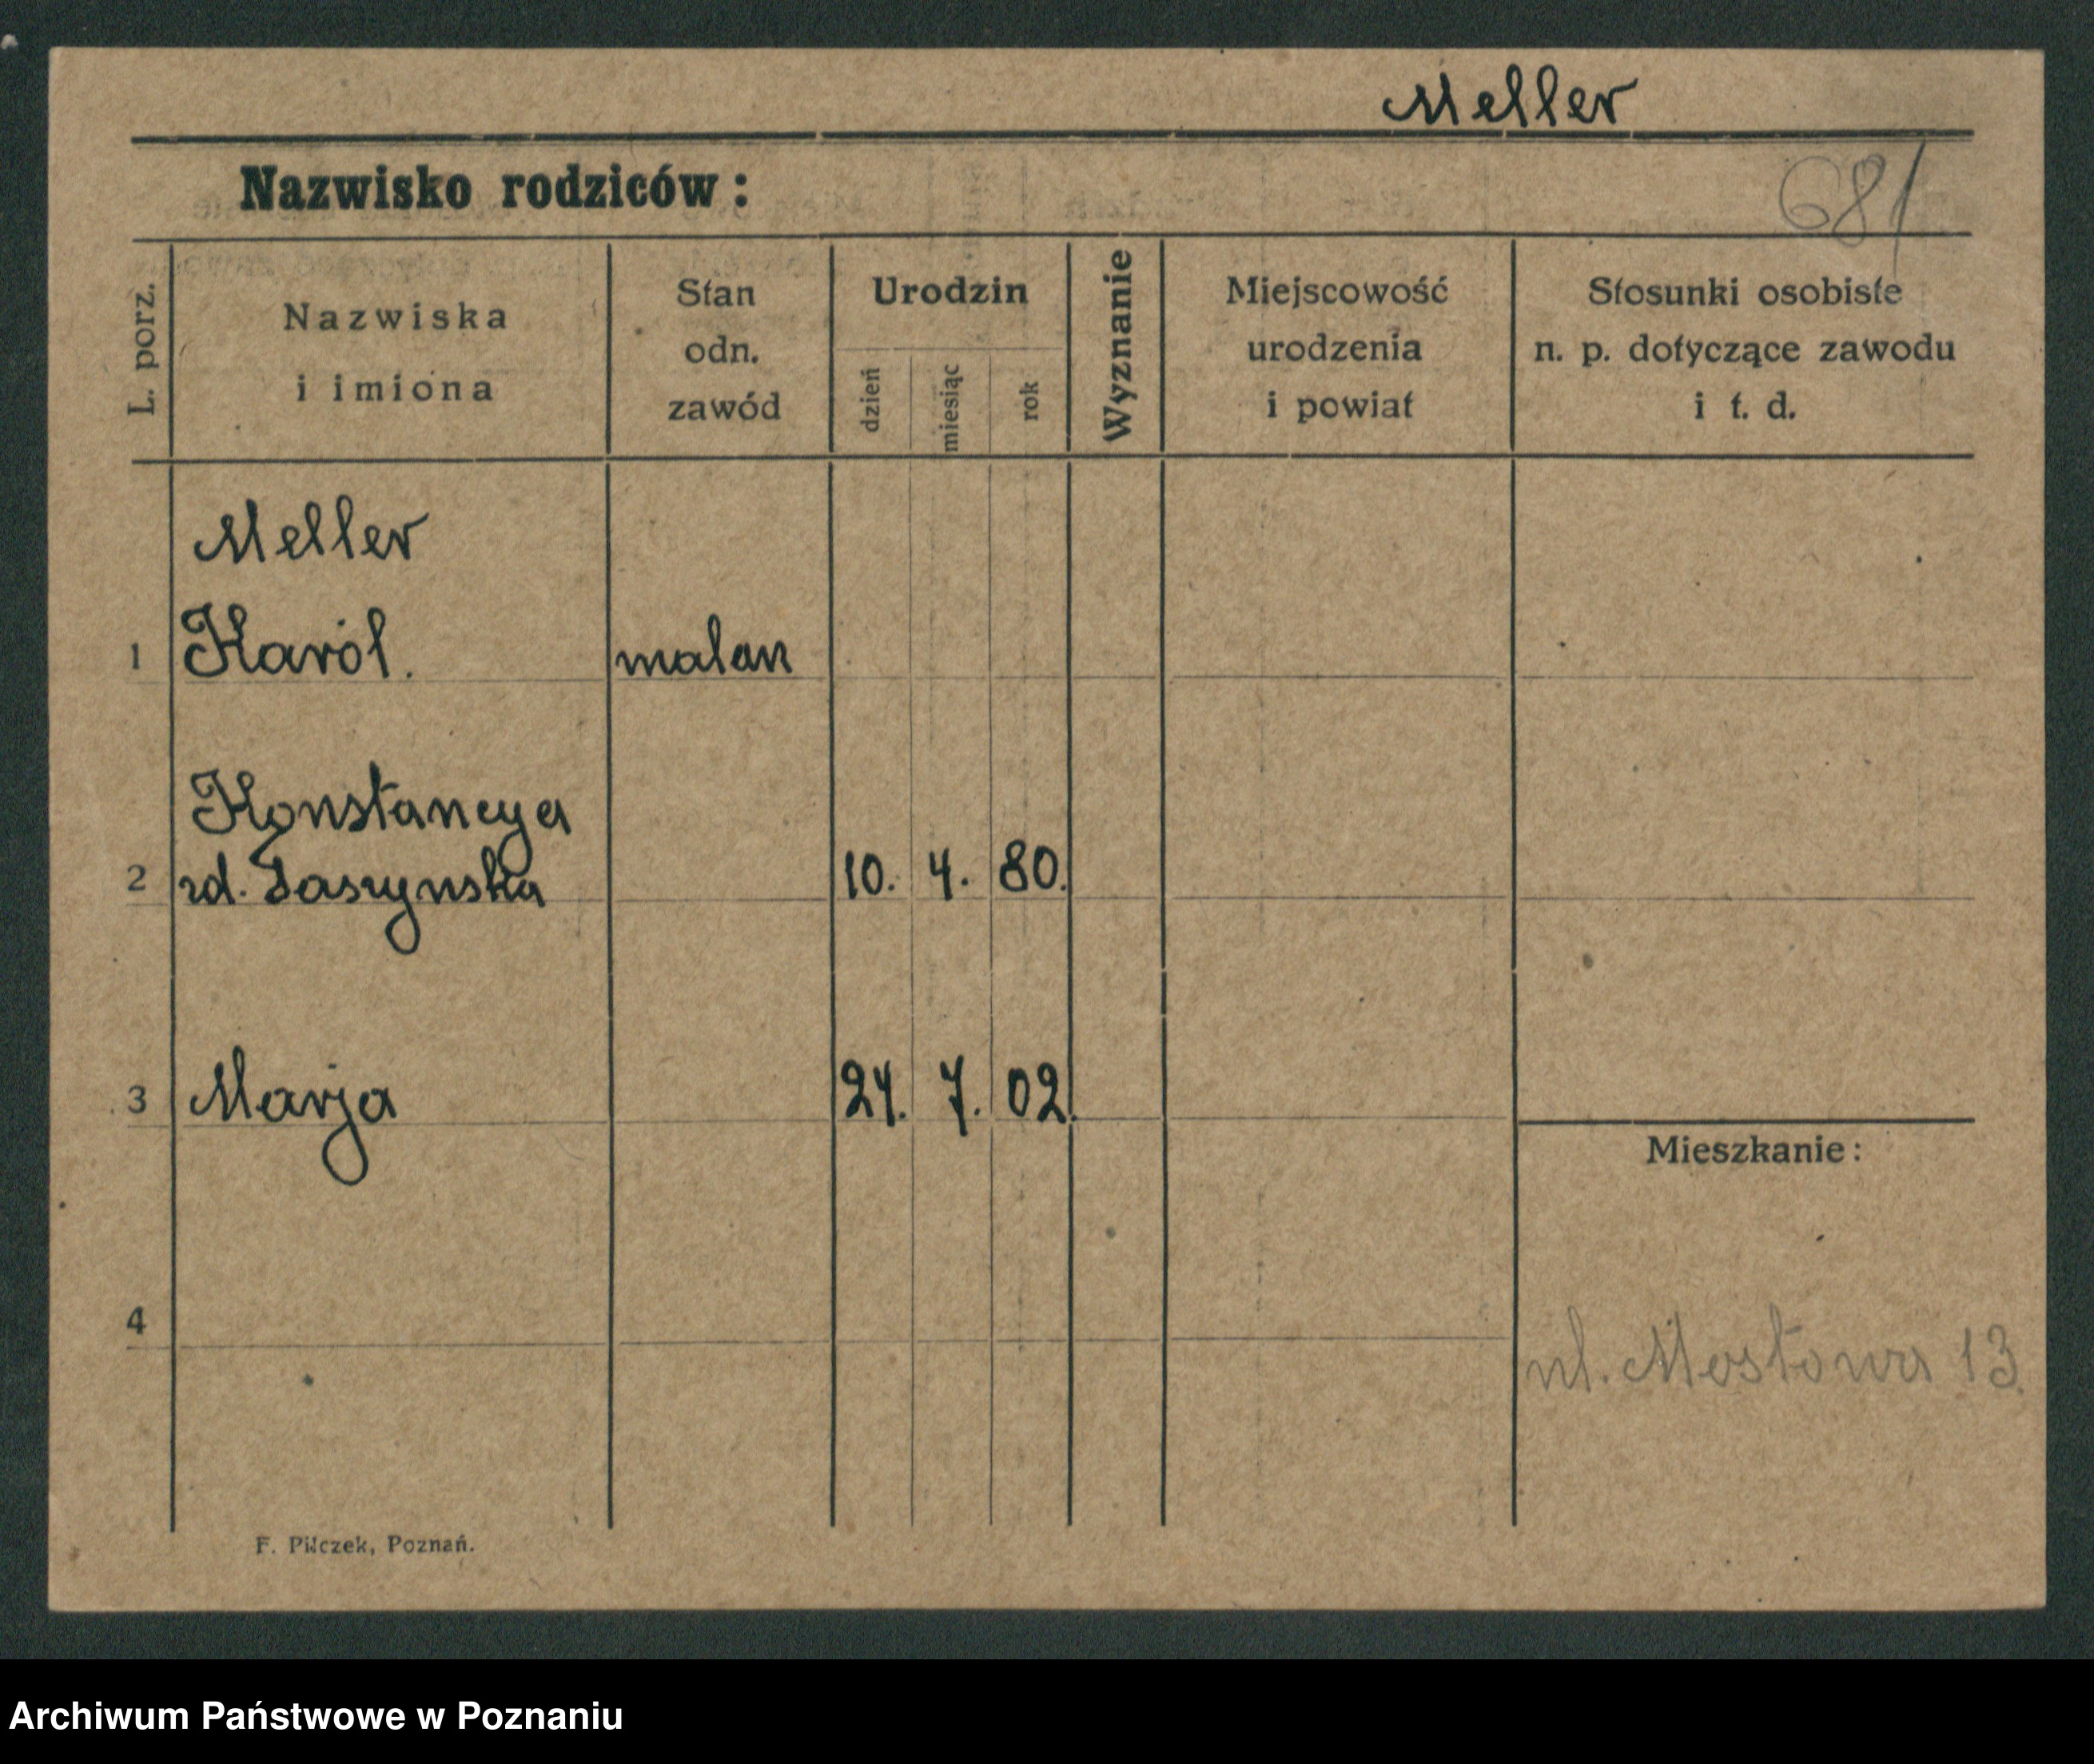 Meller
Nazwisko rodziców:
681
L. porz.
Nazwiska
i imiona
Stan
odn.
zawód
Urodzin
dzień
miesiąc
rok
Wyznanie
Miejscowość
urodzenia
i powiat
Stosunki osobiste
n. p. dotyczące zawodu
i t. d.
Meller
1 Karól. malarz
Konstancya
2 rd. 10. 4. 80.
3 Marja 24. 7. 02.
Mieszkanie:
4
ul. Mostowa 13.
F. Pilczek, Poznań.
Archiwum Państwowe w Poznaniu